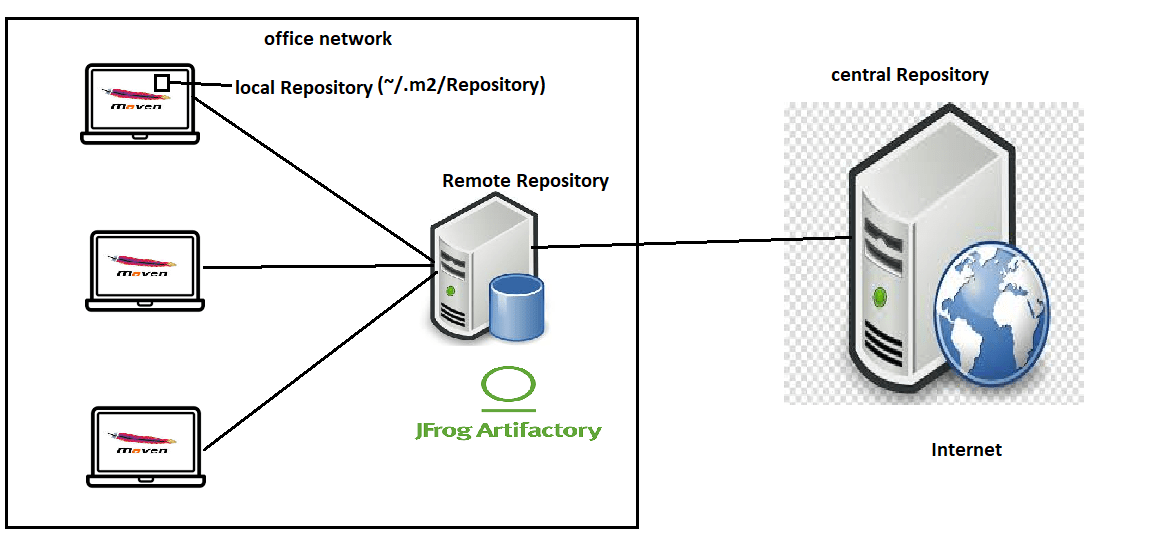 office network
local Repository (~/.m2/Repository)
central Repository
maven
Remote Repository
maven
JFrog Artifactory
maven
Internet